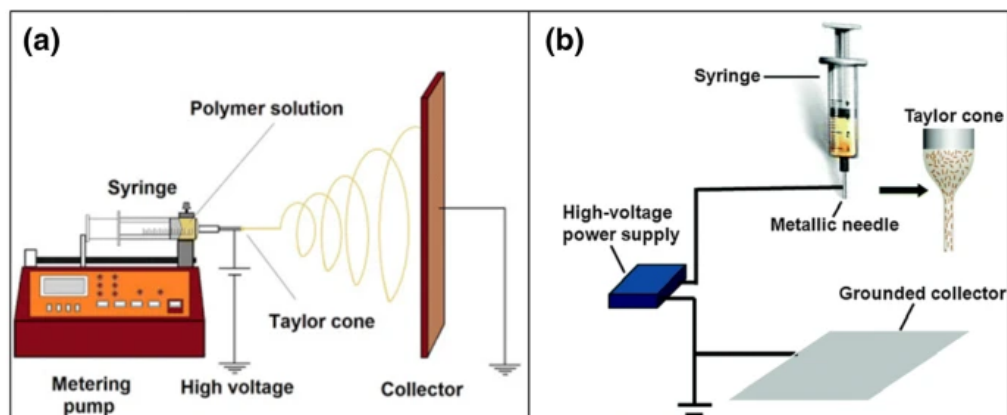 (a)
Polymer solution
Syringe
Taylor cone
Metering
pump
High voltage
Collector
(b)
Syringe
Taylor cone
Metallic needle
High-voltage
power supply
Grounded collector